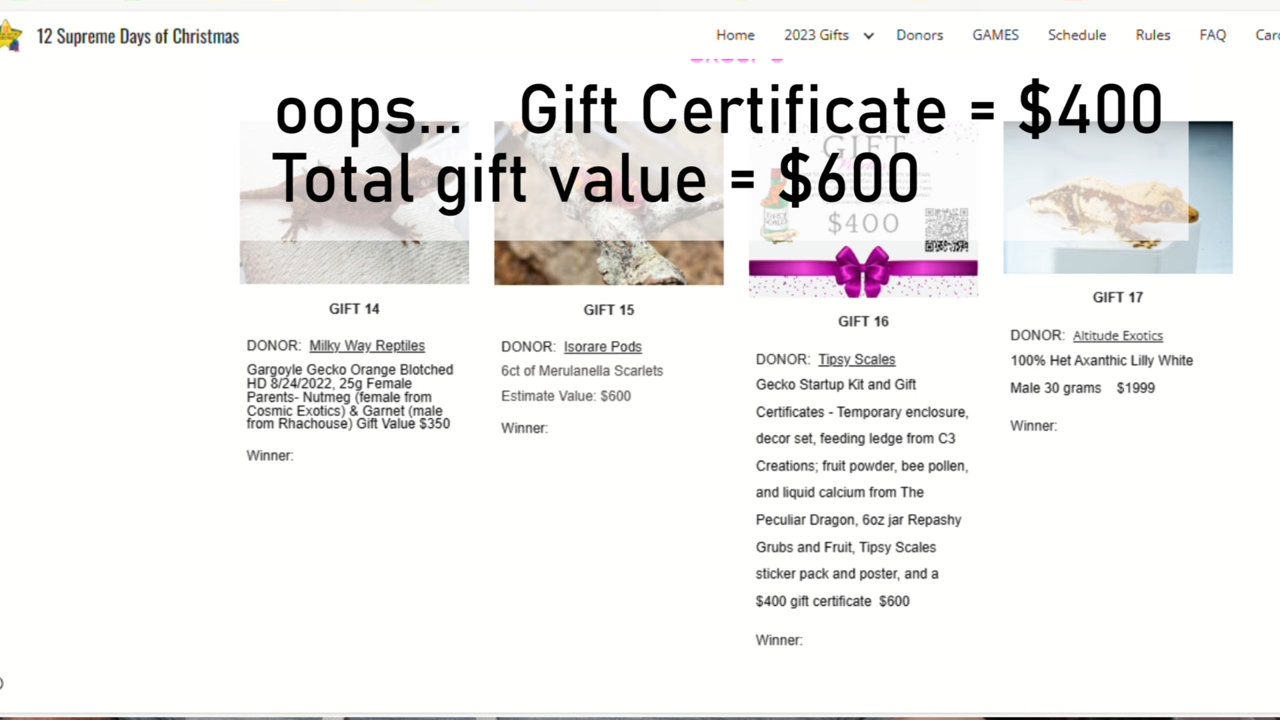 12 Supreme Days of Christmas
Home 2023 Gifts Donors GAMES Schedule Rules FAQ
oops... Gift Certificate = $400
Total gift value = $600
GIFT
$400
GIFT 14
DONOR: Milky Way Reptiles
Gargoyle Gecko Orange Blotched
HD 8/24/2022, 25g Female
Parents- Nutmeg (female from
Cosmic Exotics) & Garnet (male
from Rhachouse) Gift Value $350
Winner:
GIFT 15
DONOR: Isorare Pods
6ct of Merulanella Scarlets
Estimate Value: $600
Winner:
GIFT 16
DONOR: Tipsy Scales
Gecko Startup Kit and Gift
Certificates - Temporary enclosure,
decor set, feeding ledge from C3
Creations; fruit powder, bee pollen,
and liquid calcium from The
Peculiar Dragon, 6oz jar Repashy
Grubs and Fruit, Tipsy Scales
sticker pack and poster, and a
$400 gift certificate $600
Winner:
GIFT 17
DONOR: Altitude Exotics
100% Het Axanthic Lilly White
Male 30 grams $1999
Winner: